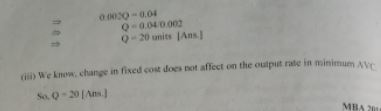 ⇒ 0.002Q = 0.04
⇒ Q = 0.04/0.002
⇒ Q = 20 units [Ans.]
(iii) We know, change in fixed cost does not affect on the output rate in minimum AVC.
So, Q = 20 [Ans.]
MBA